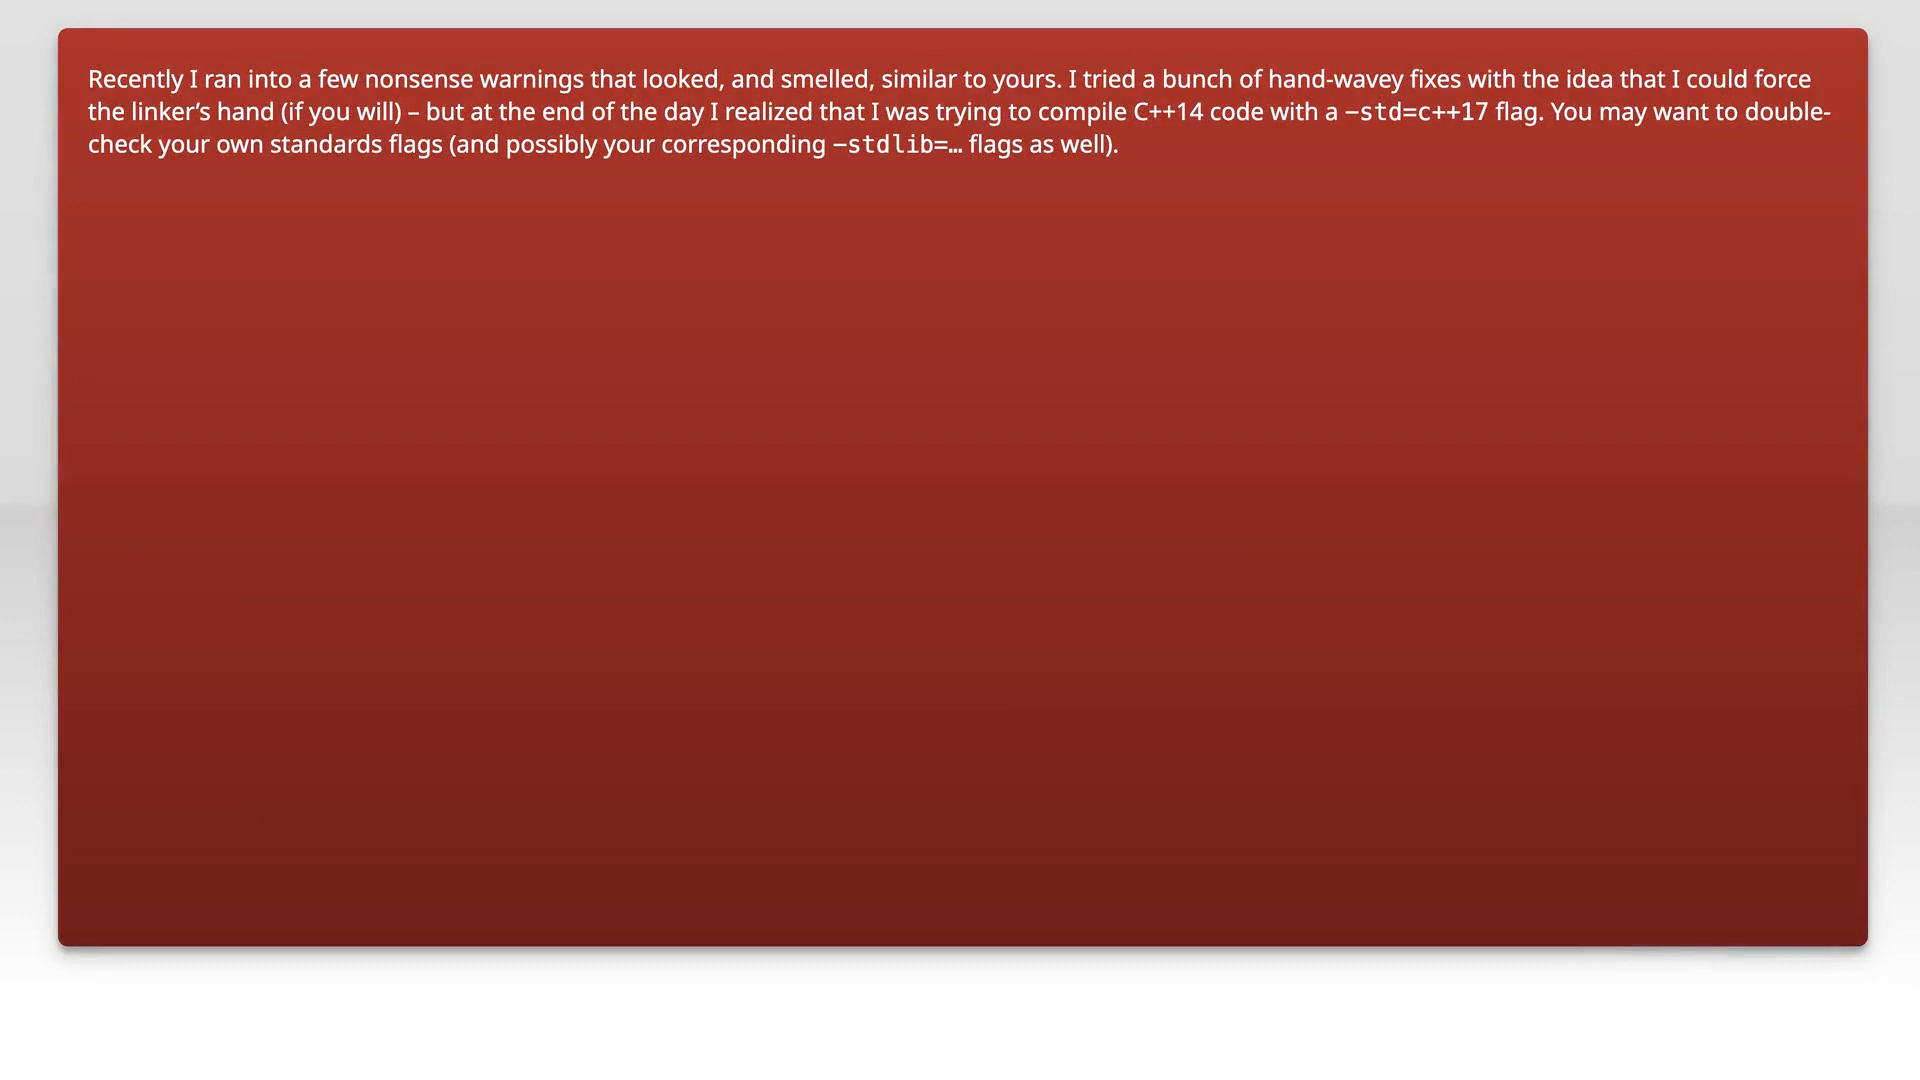 Recently I ran into a few nonsense warnings that looked, and smelled, similar to yours. I tried a bunch of hand-wavey fixes with the idea that I could force
the linker’s hand (if you will) – but at the end of the day I realized that I was trying to compile C++14 code with a −std=c++17 flag. You may want to double-
check your own standards flags (and possibly your corresponding −stdlib=… flags as well).